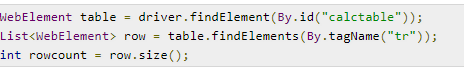 WebElement table = driver.findElement(By.id("calctable"));
List<WebElement> row = table.findElements(By.tagName("tr"));
int rowcount = row.size();